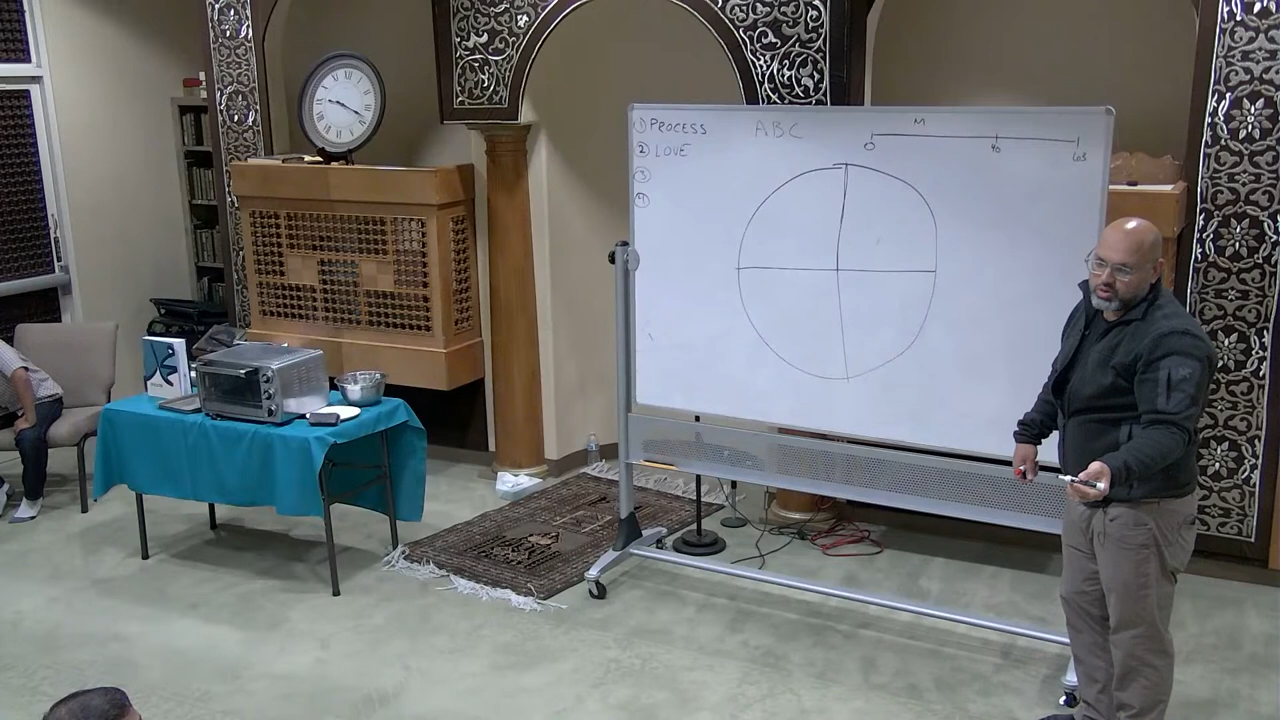 ① PROCESS
② LOVE
③
④
ABC
M
0 40 63